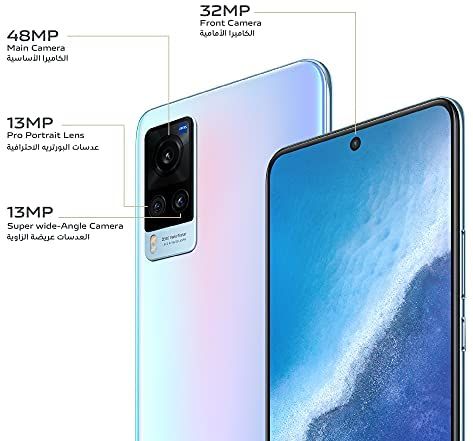 32MP
Front Camera
الكاميرا الأمامية
48MP
Main Camera
الكاميرا الأساسية
13MP
Pro Portrait Lens
عدسات البورتريه الاحترافية
13MP
Super wide-Angle Camera
العدسات عريضة الزاوية
ZEISS